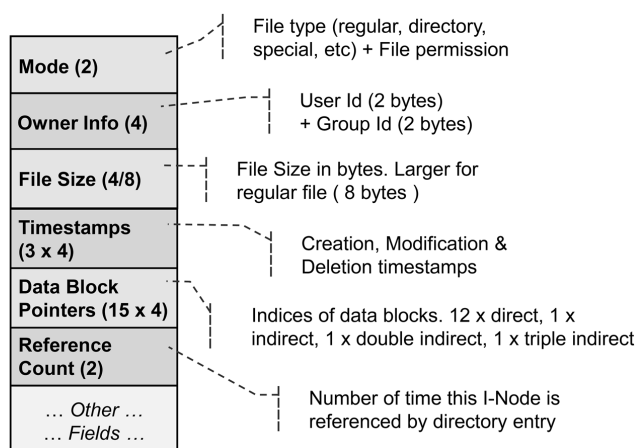 File type (regular, directory,
special, etc) + File permission
Mode (2)
User Id (2 bytes)
+ Group Id (2 bytes)
Owner Info (4)
File Size in bytes. Larger for
regular file ( 8 bytes )
File Size (4/8)
Timestamps
(3 x 4)
Creation, Modification &
Deletion timestamps
Data Block
Pointers (15 x 4)
Indices of data blocks. 12 x direct, 1 x
indirect, 1 x double indirect, 1 x triple indirect
Reference
Count (2)
Number of time this I-Node is
referenced by directory entry
… Other …
… Fields …